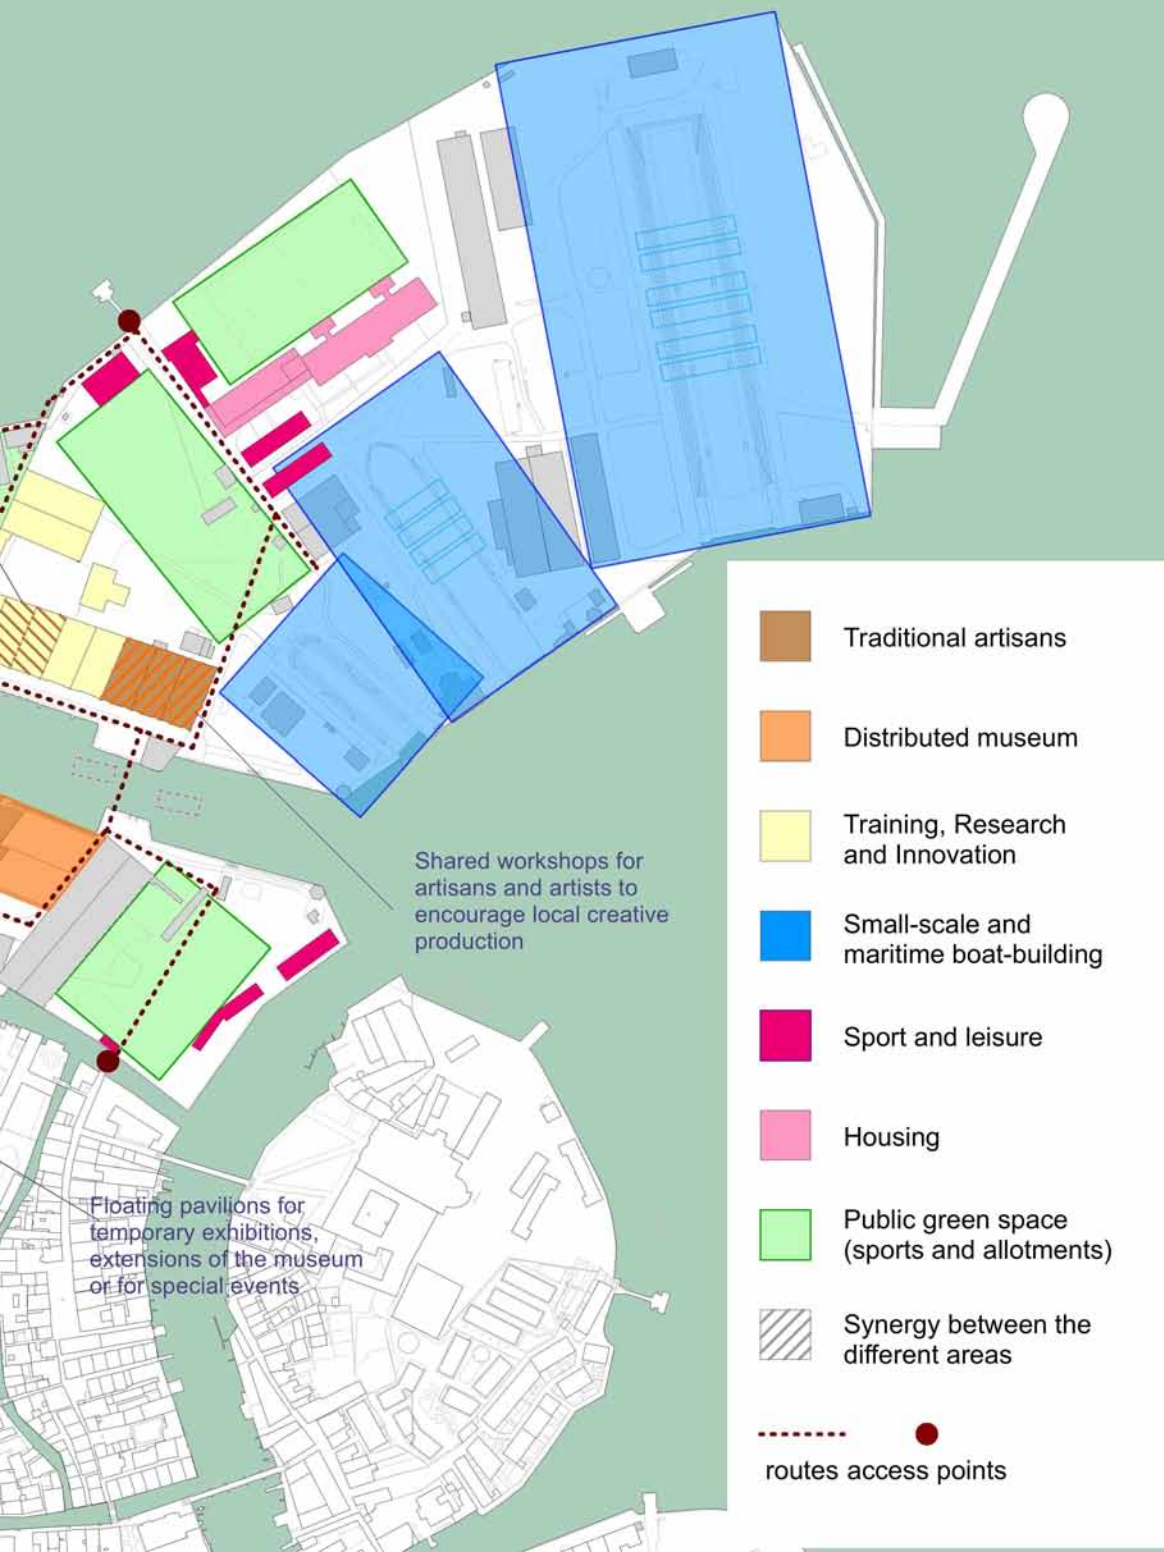 Traditional artisans
Distributed museum
Training, Research
and Innovation
Shared workshops for
artisans and artists to
encourage local creative
production
Small-scale and
maritime boat-building
Sport and leisure
Housing
Floating pavilions for
temporary exhibitions,
extensions of the museum
or for special events
Public green space
(sports and allotments)
Synergy between the
different areas
routes access points